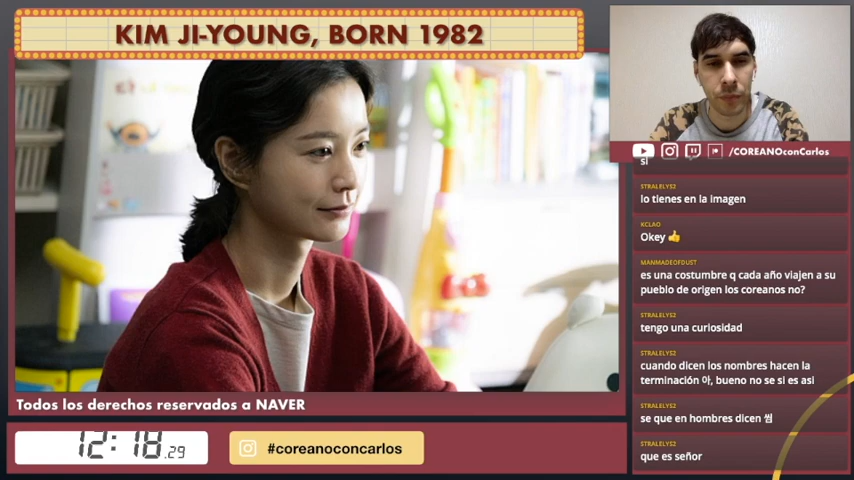 KIM JI-YOUNG, BORN 1982
/COREANOconCarlos
si
STRALELYS2
lo tienes en la imagen
KCLAO
Okey 👍
MANMADEOFDUST
es una costumbre q cada año viajen a su
pueblo de origen los coreanos no?
STRALELYS2
tengo una curiosidad
STRALELYS2
cuando dicen los nombres hacen la
terminación 아, bueno no se si es asi
STRALELYS2
se que en hombres dicen 씸
STRALELYS2
que es señor
Todos los derechos reservados a NAVER
12:18.29
#coreanoconcarlos